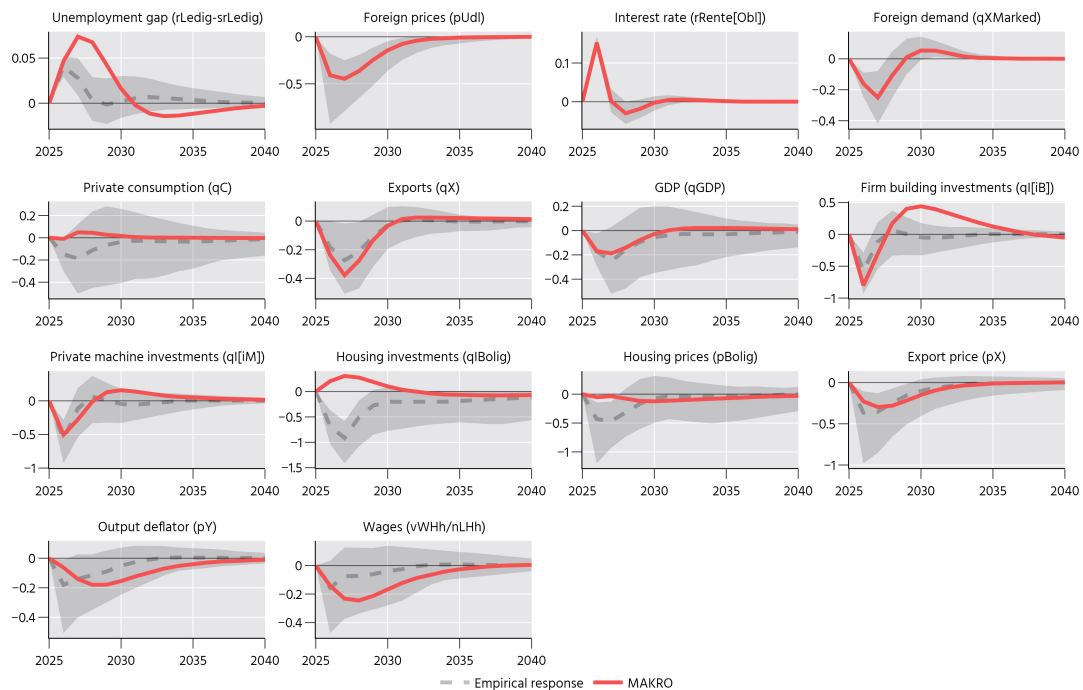 Unemployment gap (rLedig-srLedig)
0.05
0
2025 2030 2035 2040
Foreign prices (pUdl)
0
−0.5
2025 2030 2035 2040
Interest rate (rRente[Obl])
0.1
0
2025 2030 2035 2040
Foreign demand (qXMarked)
0
−0.2
−0.4
2025 2030 2035 2040
Private consumption (qC)
0.2
0
−0.2
−0.4
2025 2030 2035 2040
Exports (qX)
0
−0.2
−0.4
2025 2030 2035 2040
GDP (qGDP)
0.2
0
−0.2
−0.4
2025 2030 2035 2040
Firm building investments (qI[iB])
0.5
0
−0.5
−1
2025 2030 2035 2040
Private machine investments (qI[iM])
0
−0.5
−1
2025 2030 2035 2040
Housing investments (qIBolig)
0
−0.5
−1
−1.5
2025 2030 2035 2040
Housing prices (pBolig)
0
−0.5
−1
2025 2030 2035 2040
Export price (pX)
0
−0.5
−1
2025 2030 2035 2040
Output deflator (pY)
0
−0.2
−0.4
2025 2030 2035 2040
Wages (vWHh/nLHh)
0
−0.2
−0.4
2025 2030 2035 2040
Empirical response MAKRO